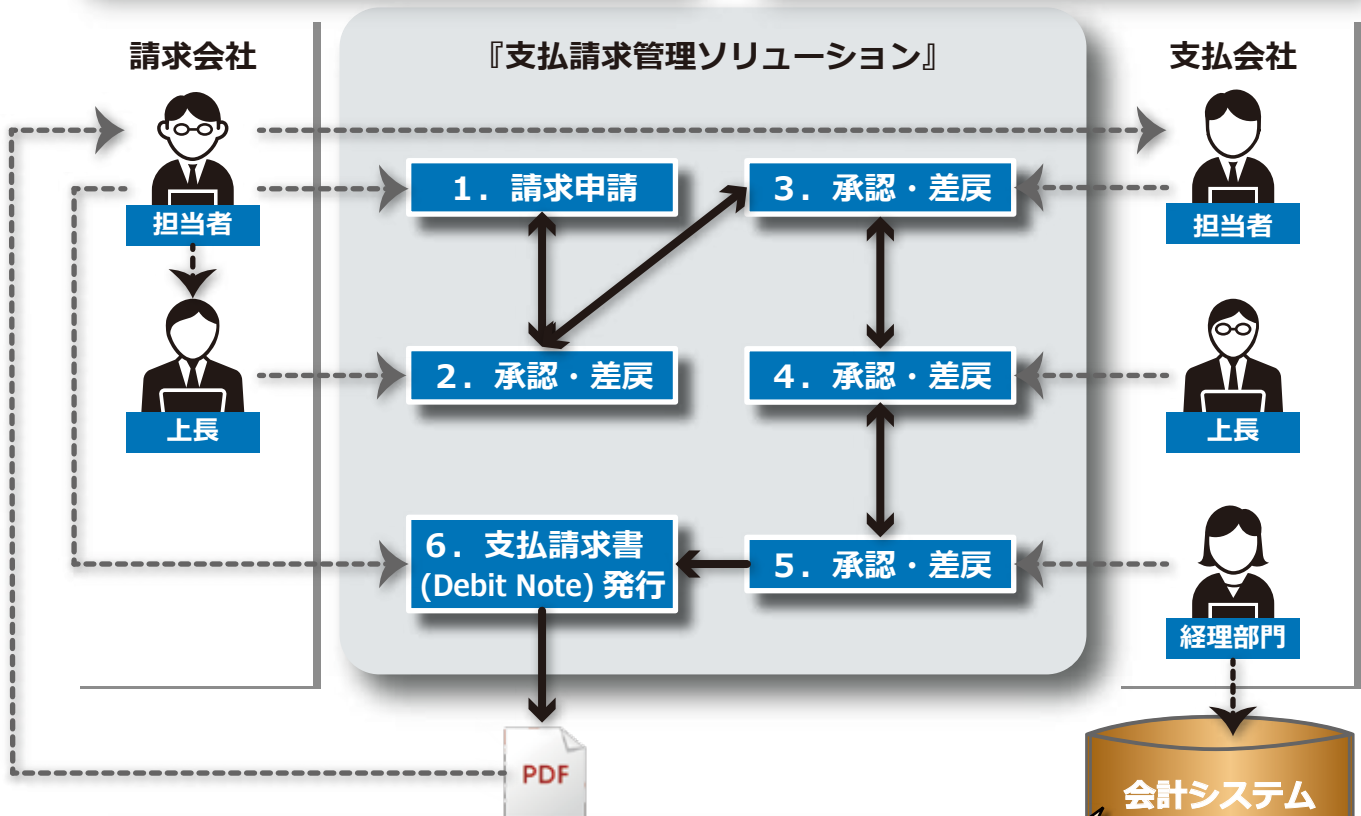 請求会社
『支払請求管理ソリューション』
支払会社
担当者
上長
1. 請求申請
3. 承認・差戻
2. 承認・差戻
4. 承認・差戻
6. 支払請求書
(Debit Note) 発行
5. 承認・差戻
担当者
上長
経理部門
PDF
会計システム